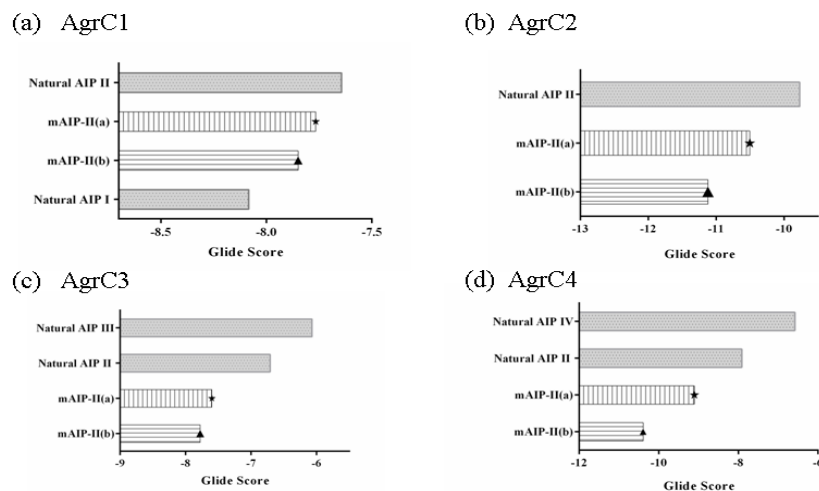 (a) AgrC1
Natural AIP II
mAIP-II(a)
mAIP-II(b)
Natural AIP I
-8.5 -8.0 -7.5
Glide Score
(b) AgrC2
Natural AIP II
mAIP-II(a)
mAIP-II(b)
-13 -12 -11 -10
Glide Score
(c) AgrC3
Natural AIP III
Natural AIP II
mAIP-II(a)
mAIP-II(b)
-9 -8 -7 -6
Glide Score
(d) AgrC4
Natural AIP IV
Natural AIP II
mAIP-II(a)
mAIP-II(b)
-12 -10 -8 -6
Glide Score